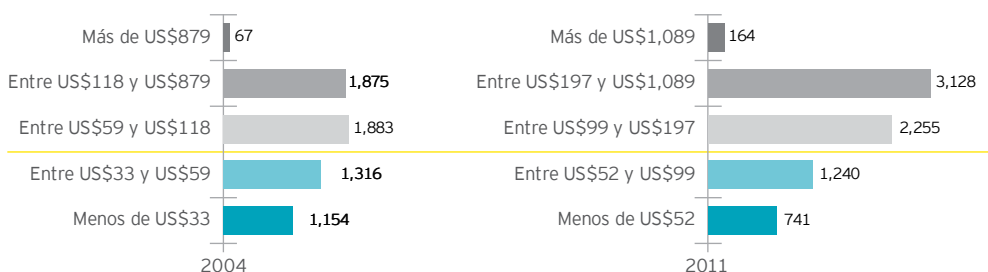 Más de US$879 67
Entre US$118 y US$879 1,875
Entre US$59 y US$118 1,883
Entre US$33 y US$59 1,316
Menos de US$33 1,154
2004
Más de US$1,089 164
Entre US$197 y US$1,089 3,128
Entre US$99 y US$197 2,255
Entre US$52 y US$99 1,240
Menos de US$52 741
2011